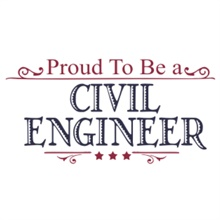 Proud To Be a
CIVIL
ENGINEER